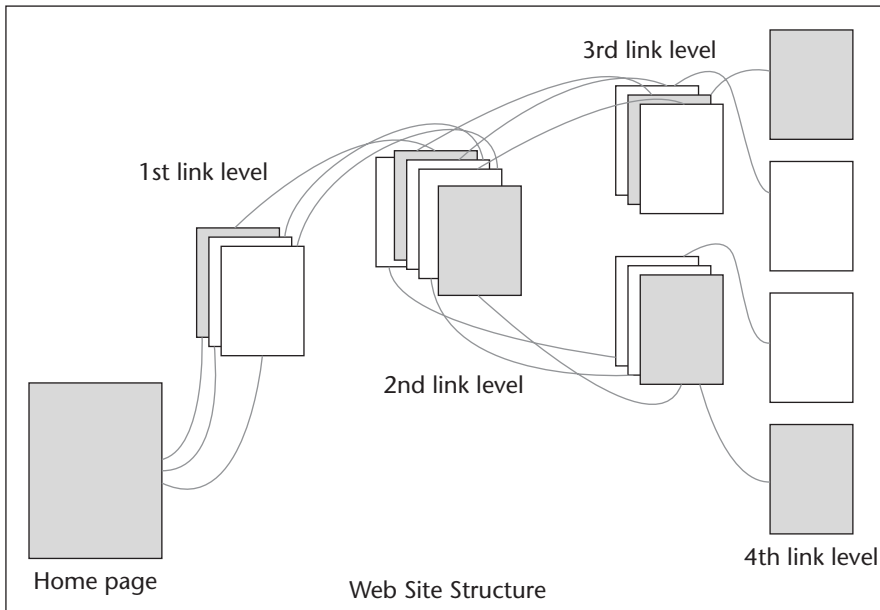 3rd link level
1st link level
2nd link level
4th link level
Home page
Web Site Structure